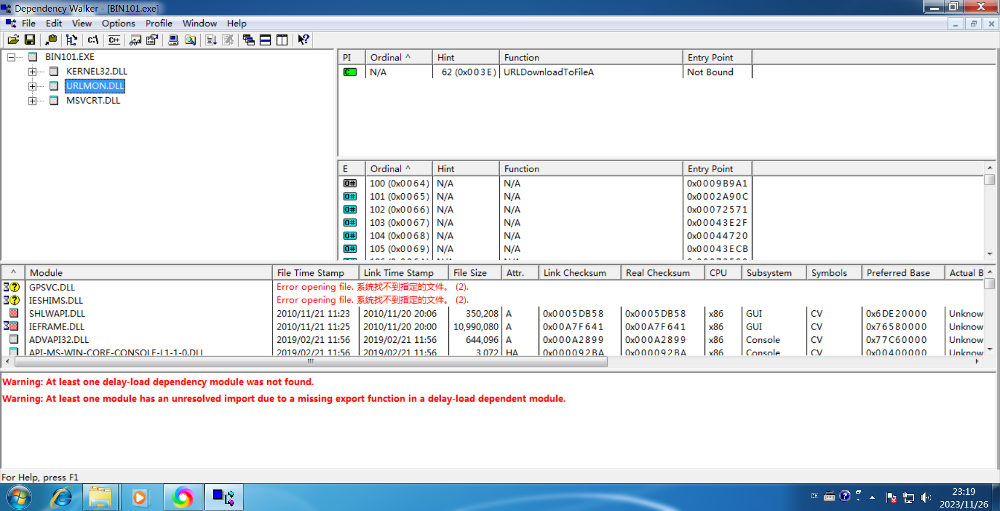 Dependency Walker - [BIN101.exe]
File Edit View Options Profile Window Help
C:\ C++
BIN101.EXE
KERNEL32.DLL
URLMON.DLL
MSVCRT.DLL
PI Ordinal ^ Hint Function Entry Point
C N/A 62 (0x003E) URLDownloadToFileA Not Bound
E Ordinal ^ Hint Function Entry Point
O# 100 (0x0064) N/A N/A 0x0009B9A1
O# 101 (0x0065) N/A N/A 0x0002A90C
O# 102 (0x0066) N/A N/A 0x00072571
O# 103 (0x0067) N/A N/A 0x00043E2F
O# 104 (0x0068) N/A N/A 0x00044720
O# 105 (0x0069) N/A N/A 0x00043ECB
^ Module File Time Stamp Link Time Stamp File Size Attr. Link Checksum Real Checksum CPU Subsystem Symbols Preferred Base Actual B
GPSVC.DLL Error opening file. 系统找不到指定的文件。 (2).
IESHIMS.DLL Error opening file. 系统找不到指定的文件。 (2).
SHLWAPI.DLL 2010/11/21 11:23 2010/11/20 20:06 350,208 A 0x0005DB58 0x0005DB58 x86 GUI CV 0x6DE20000 Unknow
IEFRAME.DLL 2010/11/21 11:25 2010/11/20 20:00 10,990,080 A 0x00A7F641 0x00A7F641 x86 GUI CV 0x76580000 Unknow
ADVAPI32.DLL 2019/02/21 11:56 2019/02/21 11:56 644,096 A 0x000A2899 0x000A2899 x86 Console CV 0x77C60000 Unknow
API-MS-WIN-CORE-CONSOLE-L1-1-0.DLL 2019/02/21 11:56 2019/02/21 11:56 3,072 HA 0x000092BA 0x000092BA x86 Console CV 0x00400000 Unknow
Warning: At least one delay-load dependency module was not found.
Warning: At least one module has an unresolved import due to a missing export function in a delay-load dependent module.
For Help, press F1
CH
23:19
2023/11/26